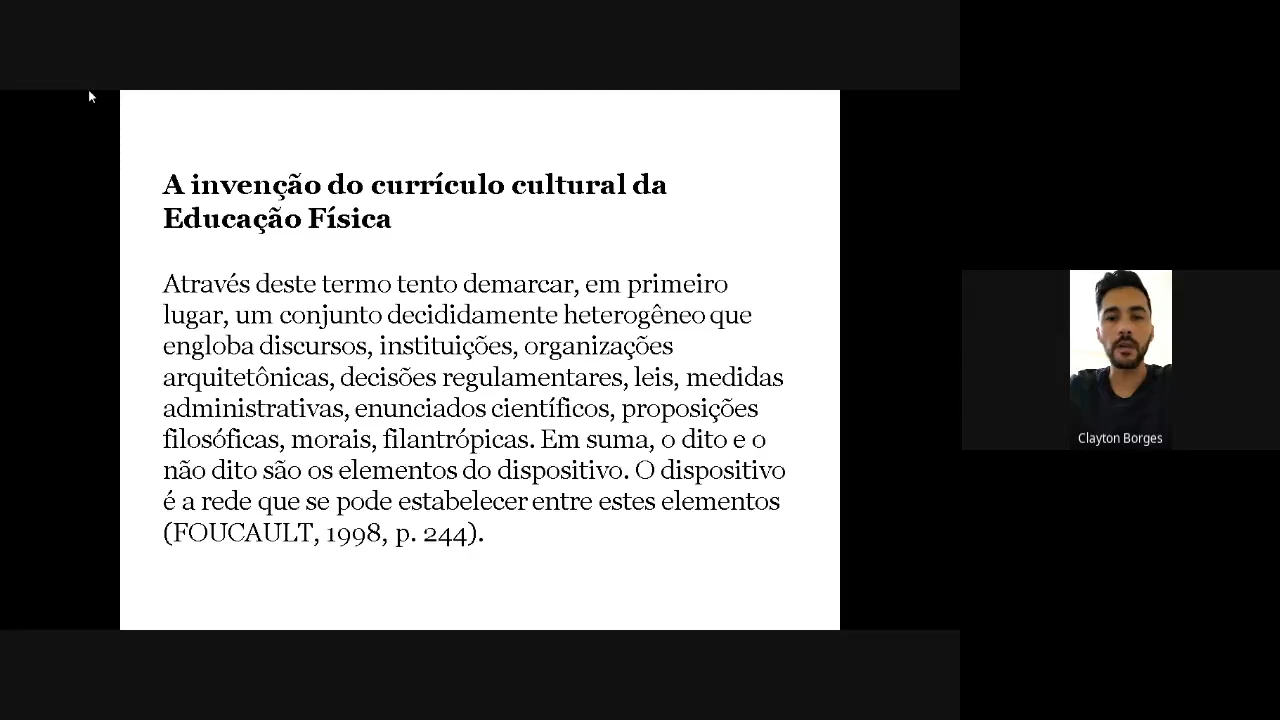 A invenção do currículo cultural da
Educação Física
Através deste termo tento demarcar, em primeiro
lugar, um conjunto decididamente heterogêneo que
engloba discursos, instituições, organizações
arquitetônicas, decisões regulamentares, leis, medidas
administrativas, enunciados científicos, proposições
filosóficas, morais, filantrópicas. Em suma, o dito e o
não dito são os elementos do dispositivo. O dispositivo
é a rede que se pode estabelecer entre estes elementos
(FOUCAULT, 1998, p. 244).
Clayton Borges